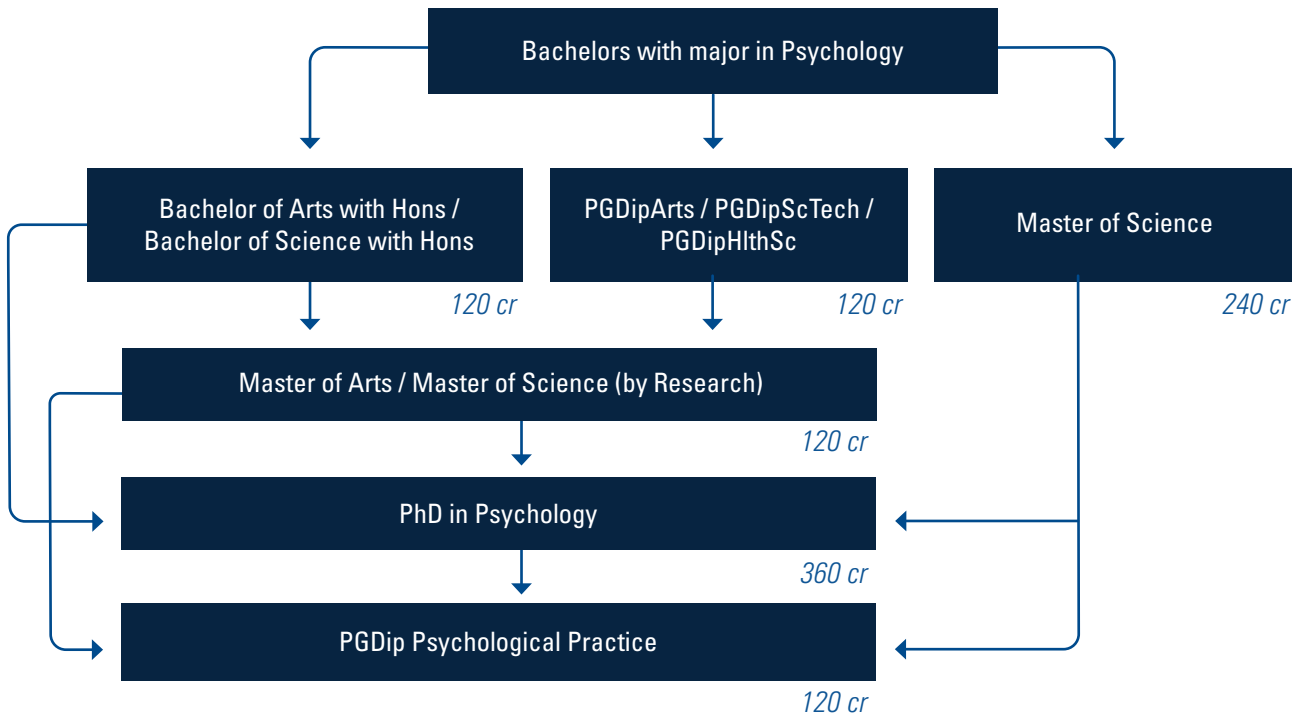 Bachelors with major in Psychology
Bachelor of Arts with Hons /
Bachelor of Science with Hons
120 cr
PGDipArts / PGDipScTech /
PGDipHlthSc
120 cr
Master of Science
240 cr
Master of Arts / Master of Science (by Research)
120 cr
PhD in Psychology
360 cr
PGDip Psychological Practice
120 cr